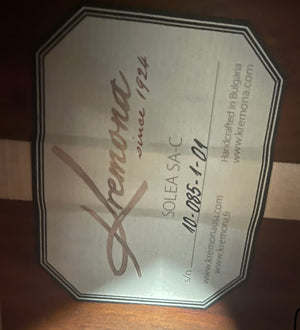 Kremona
since 1924
SOLEA SA-C
s/n 10-085-1-01
www.kremonausa.com
www.kremona.fr
Handcrafted in Bulgaria
www.kremona.com